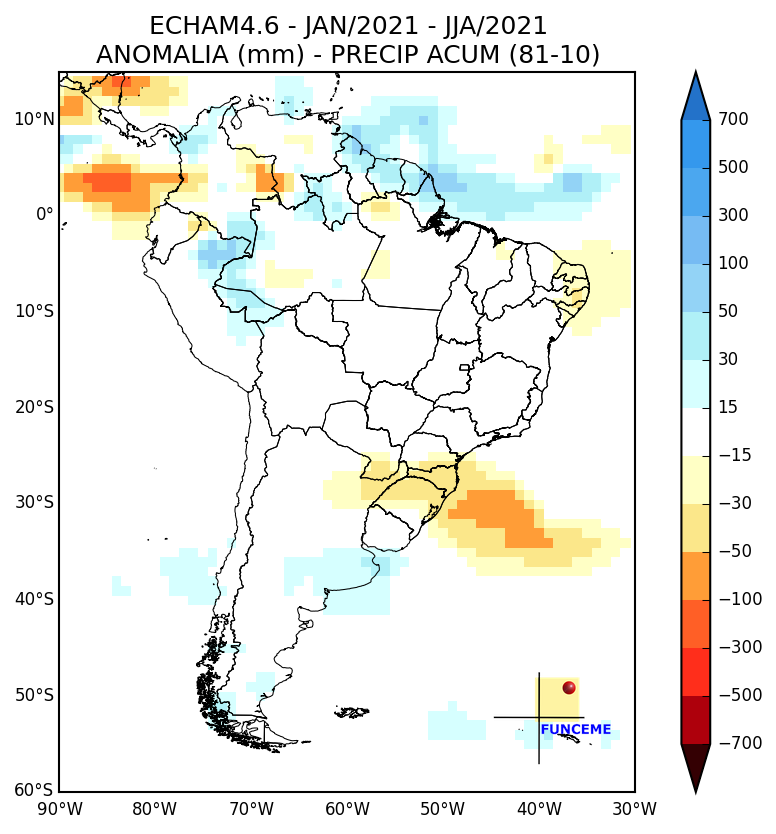 ECHAM4.6 - JAN/2021 - JJA/2021
ANOMALIA (mm) - PRECIP ACUM (81-10)
10°N
0°
10°S
20°S
30°S
40°S
50°S
60°S
90°W 80°W 70°W 60°W 50°W 40°W 30°W
700
500
300
100
50
30
15
−15
−30
−50
−100
−300
−500
−700
FUNCEME